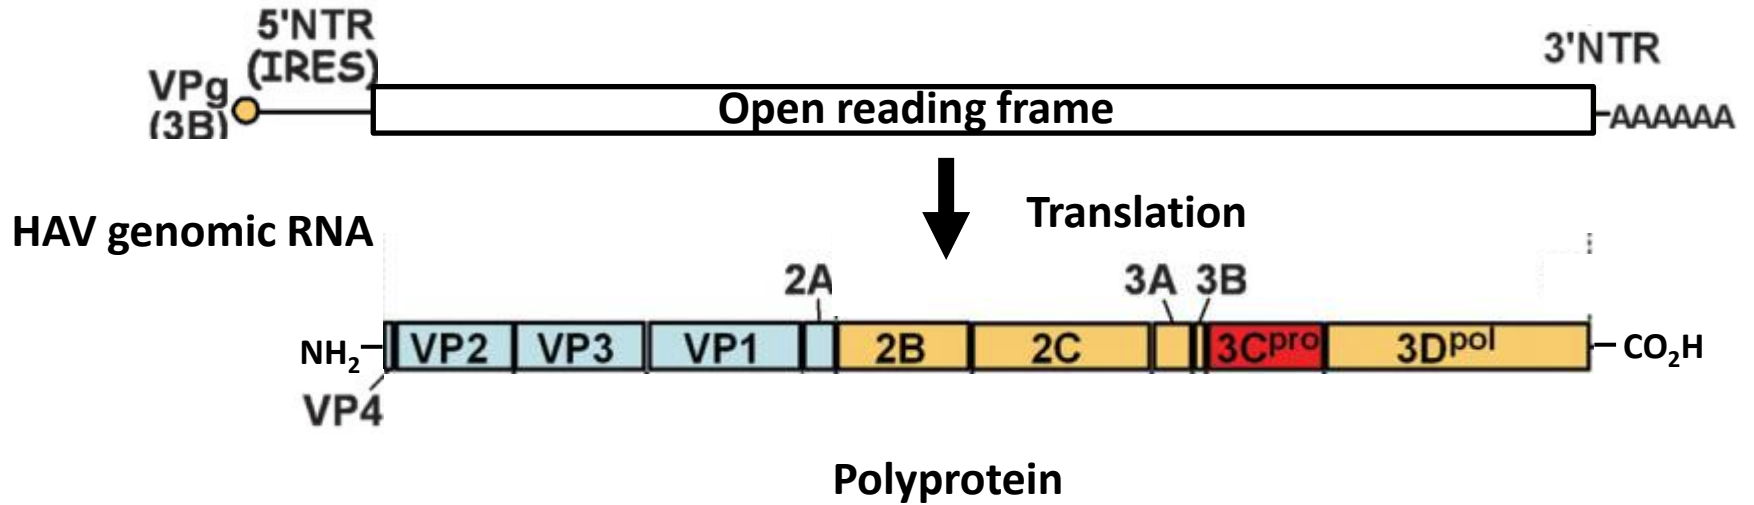 5'NTR
(IRES)
3'NTR
VPg
(3B)
Open reading frame
AAAAAA
Translation
HAV genomic RNA
2A
3A
3B
NH₂
VP2
VP3
VP1
2B
2C
3Cᵖʳᵒ
3Dᵖᵒˡ
CO₂H
VP4
Polyprotein